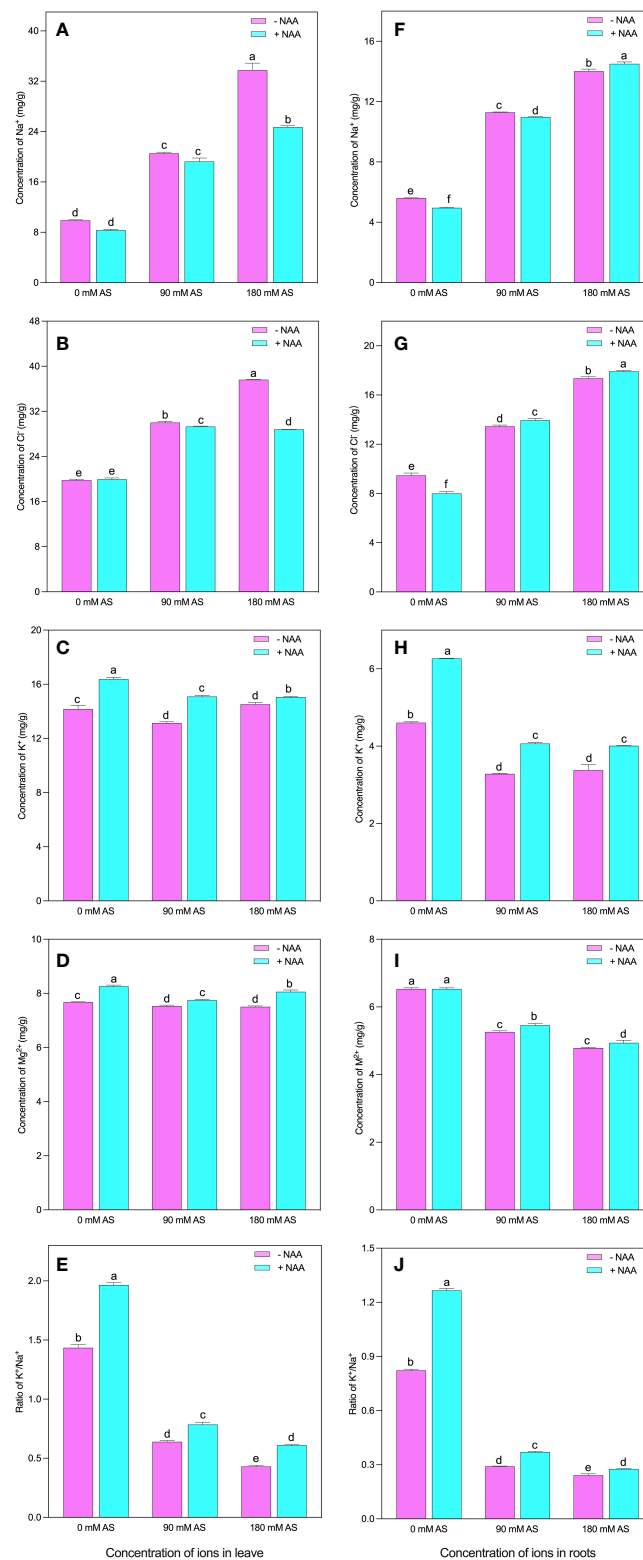 A
- NAA
+ NAA
Concentration of Na⁺ (mg/g)
40
32
24
16
8
0
d
d
c
c
a
b
0 mM AS
90 mM AS
180 mM AS
F
- NAA
+ NAA
Concentration of Na⁺ (mg/g)
16
12
8
4
0
e
f
c
d
b
a
0 mM AS
90 mM AS
180 mM AS
B
- NAA
+ NAA
Concentration of Cl⁻ (mg/g)
48
40
32
24
16
8
0
e
e
b
c
a
d
0 mM AS
90 mM AS
180 mM AS
G
- NAA
+ NAA
Concentration of Cl⁻ (mg/g)
20
16
12
8
4
0
e
f
d
c
b
a
0 mM AS
90 mM AS
180 mM AS
C
- NAA
+ NAA
Concentration of K⁺ (mg/g)
20
16
12
8
4
0
c
a
d
c
d
b
0 mM AS
90 mM AS
180 mM AS
H
- NAA
+ NAA
Concentration of K⁺ (mg/g)
6
4
2
0
b
a
d
c
d
c
0 mM AS
90 mM AS
180 mM AS
D
- NAA
+ NAA
Concentration of Mg²⁺ (mg/g)
10
8
6
4
2
0
c
a
d
c
d
b
0 mM AS
90 mM AS
180 mM AS
I
- NAA
+ NAA
Concentration of M²⁺ (mg/g)
8
6
4
2
0
a
a
c
b
c
d
0 mM AS
90 mM AS
180 mM AS
E
- NAA
+ NAA
Ratio of K⁺/Na⁺
2.0
1.5
1.0
0.5
0.0
b
a
d
c
e
d
0 mM AS
90 mM AS
180 mM AS
J
- NAA
+ NAA
Ratio of K⁺/Na⁺
1.5
1.2
0.9
0.6
0.3
0.0
b
a
d
c
e
d
0 mM AS
90 mM AS
180 mM AS
Concentration of ions in leave
Concentration of ions in roots